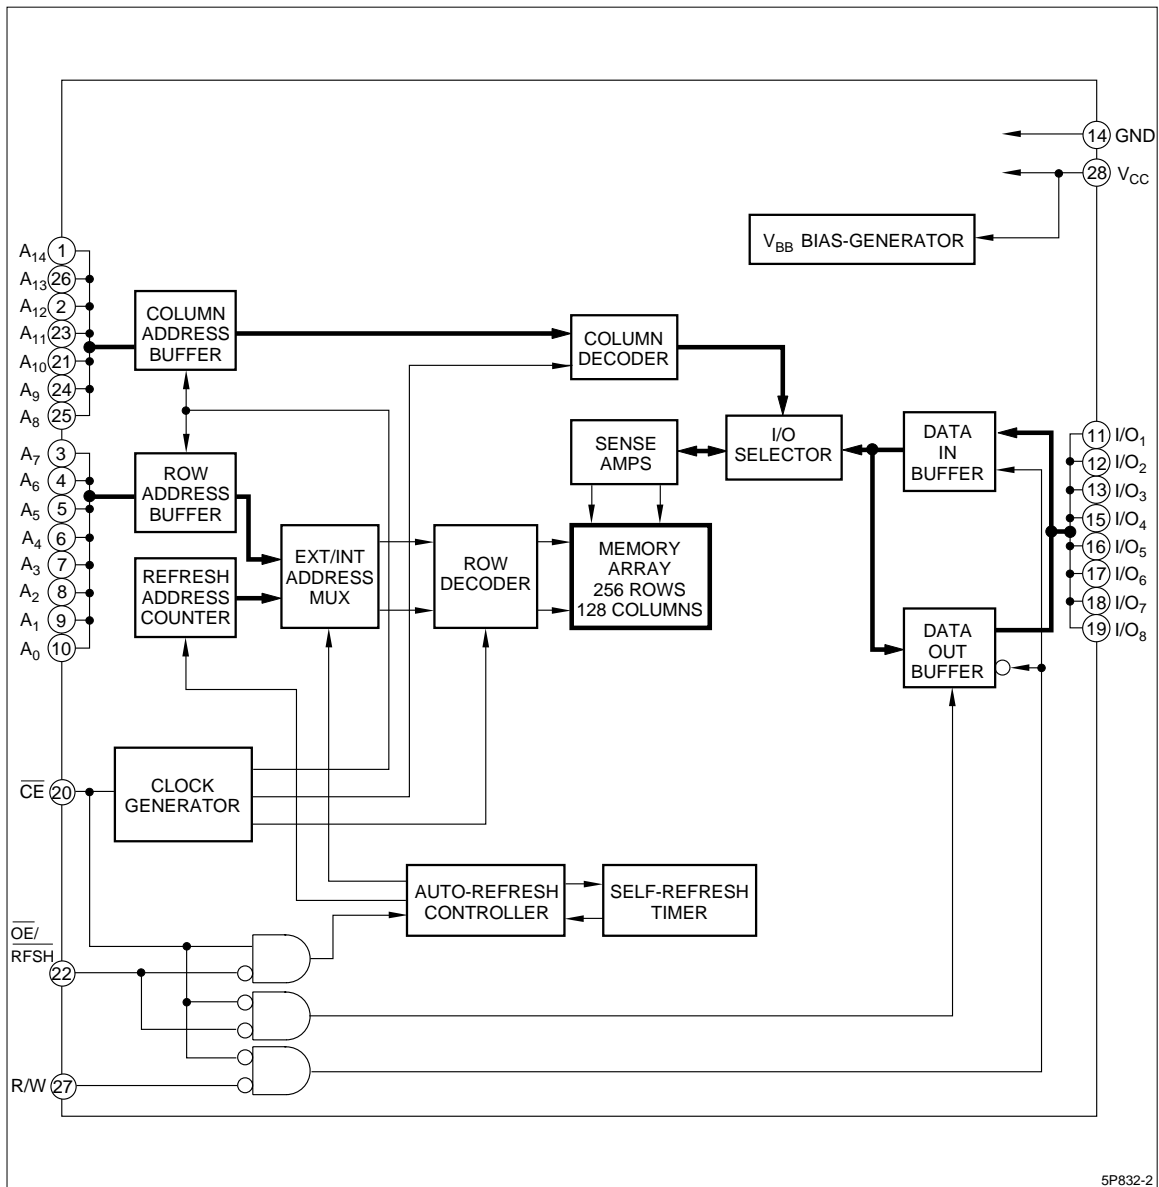 14 GND
28 VCC
VBB BIAS-GENERATOR
A14 1
A13 26
A12 2
A11 23
A10 21
A9 24
A8 25
A7 3
A6 4
A5 5
A4 6
A3 7
A2 8
A1 9
A0 10
COLUMN
ADDRESS
BUFFER
COLUMN
DECODER
ROW
ADDRESS
BUFFER
REFRESH
ADDRESS
COUNTER
EXT/INT
ADDRESS
MUX
ROW
DECODER
SENSE
AMPS
MEMORY
ARRAY
256 ROWS
128 COLUMNS
I/O
SELECTOR
DATA
IN
BUFFER
DATA
OUT
BUFFER
11 I/O1
12 I/O2
13 I/O3
15 I/O4
16 I/O5
17 I/O6
18 I/O7
19 I/O8
C̅E̅ 20
CLOCK
GENERATOR
AUTO-REFRESH
CONTROLLER
SELF-REFRESH
TIMER
O̅E̅/
R̅F̅S̅H̅
22
R/W 27
5P832-2